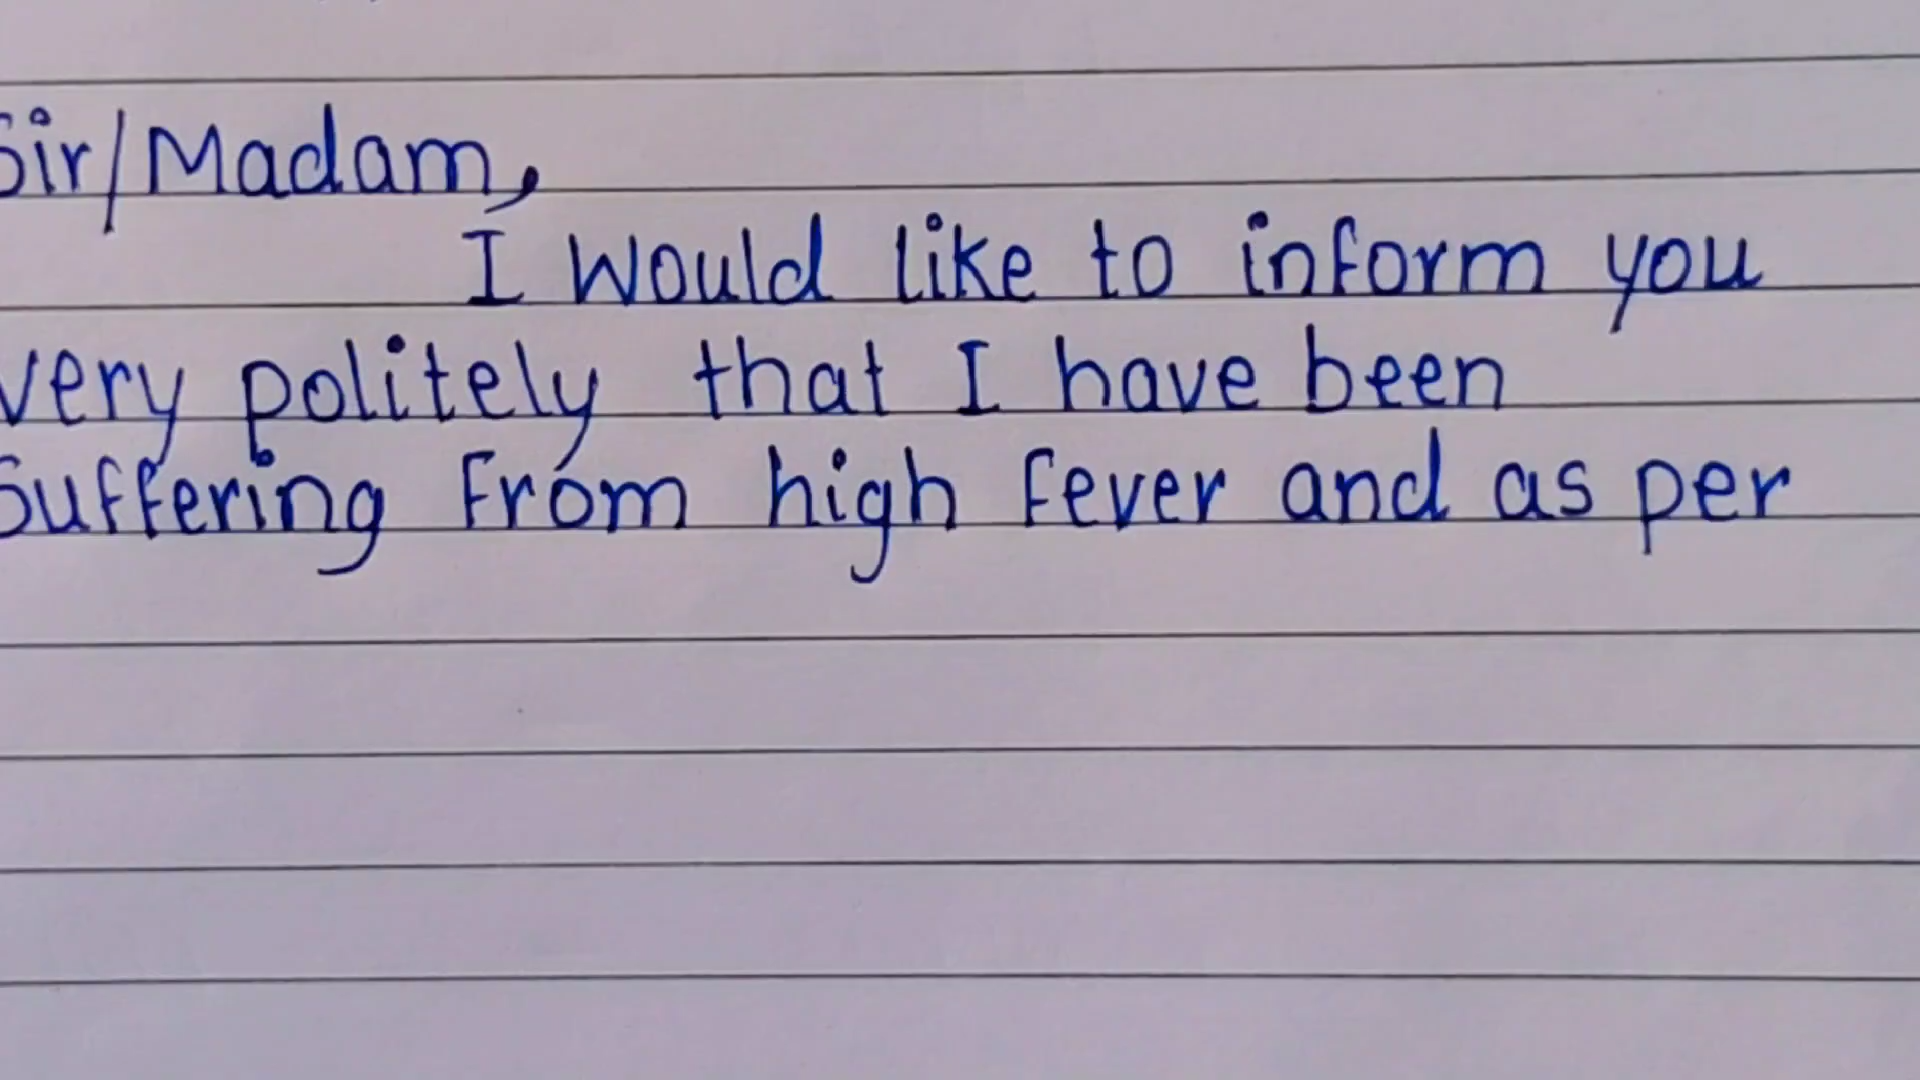 Sir/Madam,
I would like to inform you
very politely that I have been
Suffering From high Fever and as per